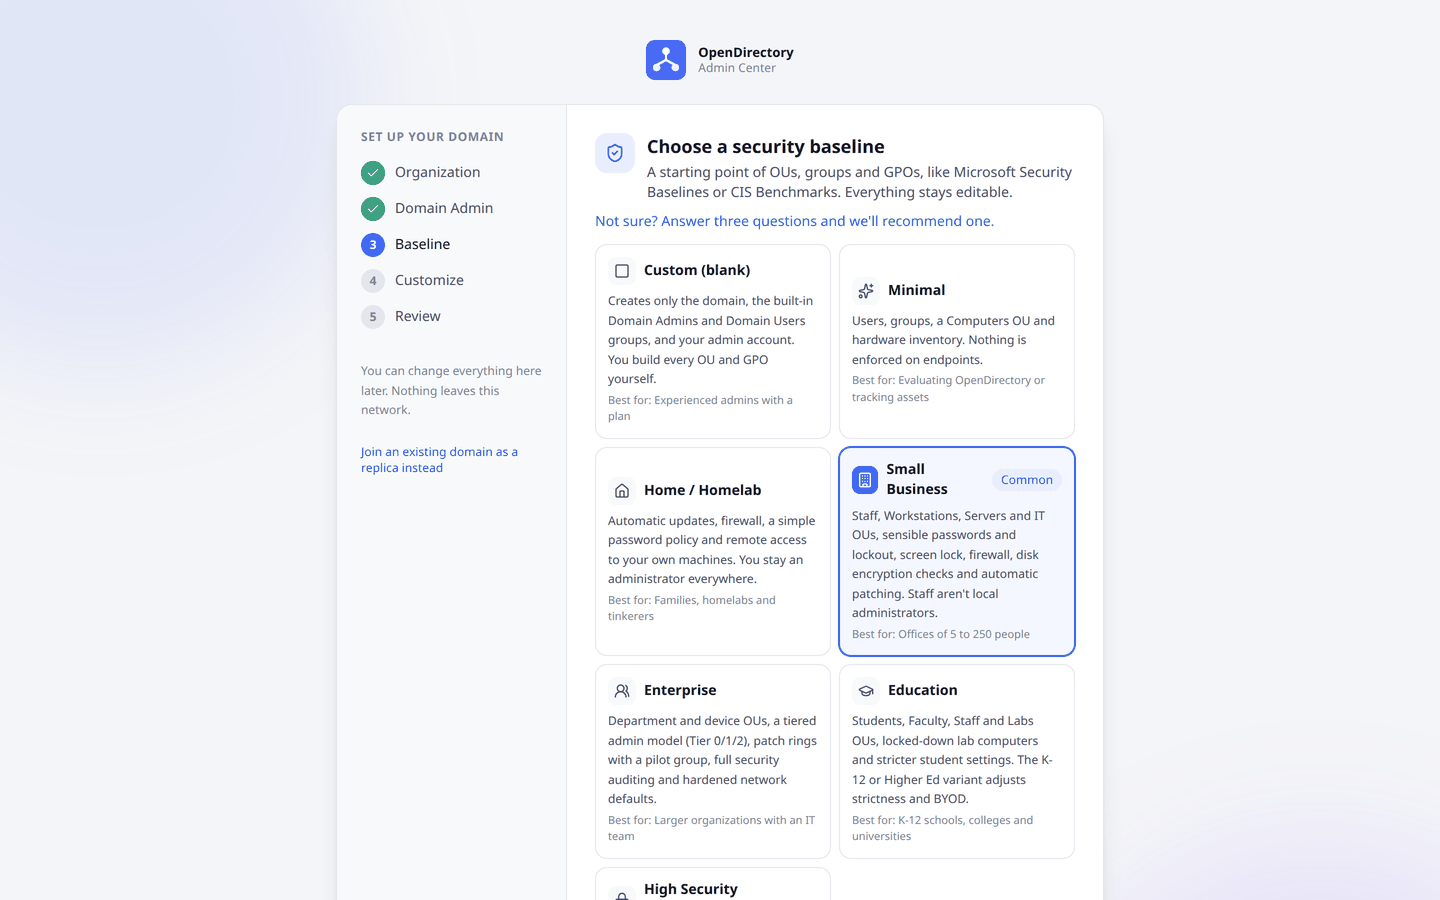 OpenDirectory
Admin Center
SET UP YOUR DOMAIN
Organization
Domain Admin
3
Baseline
4
Customize
5
Review
You can change everything here
later. Nothing leaves this
network.
Join an existing domain as a
replica instead
Choose a security baseline
A starting point of OUs, groups and GPOs, like Microsoft Security
Baselines or CIS Benchmarks. Everything stays editable.
Not sure? Answer three questions and we'll recommend one.
Custom (blank)
Creates only the domain, the built-in
Domain Admins and Domain Users
groups, and your admin account.
You build every OU and GPO
yourself.
Best for: Experienced admins with a
plan
Minimal
Users, groups, a Computers OU and
hardware inventory. Nothing is
enforced on endpoints.
Best for: Evaluating OpenDirectory or
tracking assets
Home / Homelab
Automatic updates, firewall, a simple
password policy and remote access
to your own machines. You stay an
administrator everywhere.
Best for: Families, homelabs and
tinkerers
Small
Business
Common
Staff, Workstations, Servers and IT
OUs, sensible passwords and
lockout, screen lock, firewall, disk
encryption checks and automatic
patching. Staff aren't local
administrators.
Best for: Offices of 5 to 250 people
Enterprise
Department and device OUs, a tiered
admin model (Tier 0/1/2), patch rings
with a pilot group, full security
auditing and hardened network
defaults.
Best for: Larger organizations with an IT
team
Education
Students, Faculty, Staff and Labs
OUs, locked-down lab computers
and stricter student settings. The K-
12 or Higher Ed variant adjusts
strictness and BYOD.
Best for: K-12 schools, colleges and
universities
High Security